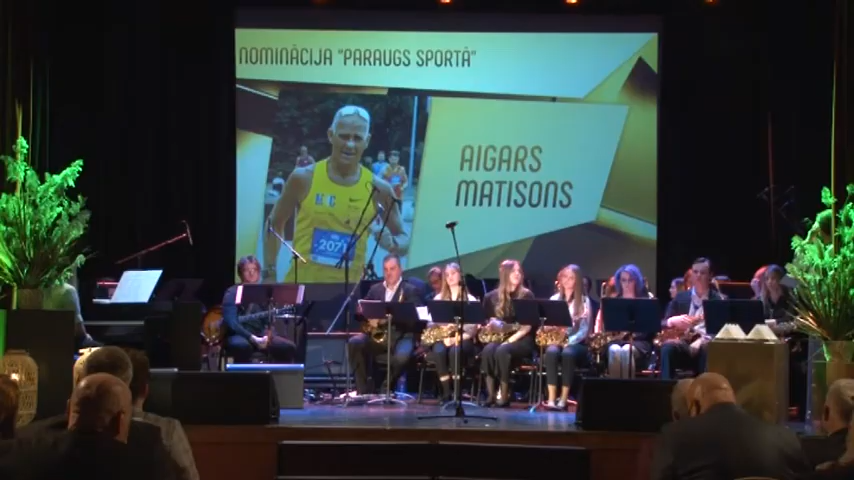 NOMINĀCIJA "PARAUGS SPORTĀ"
AIGARS
MATISONS
2071